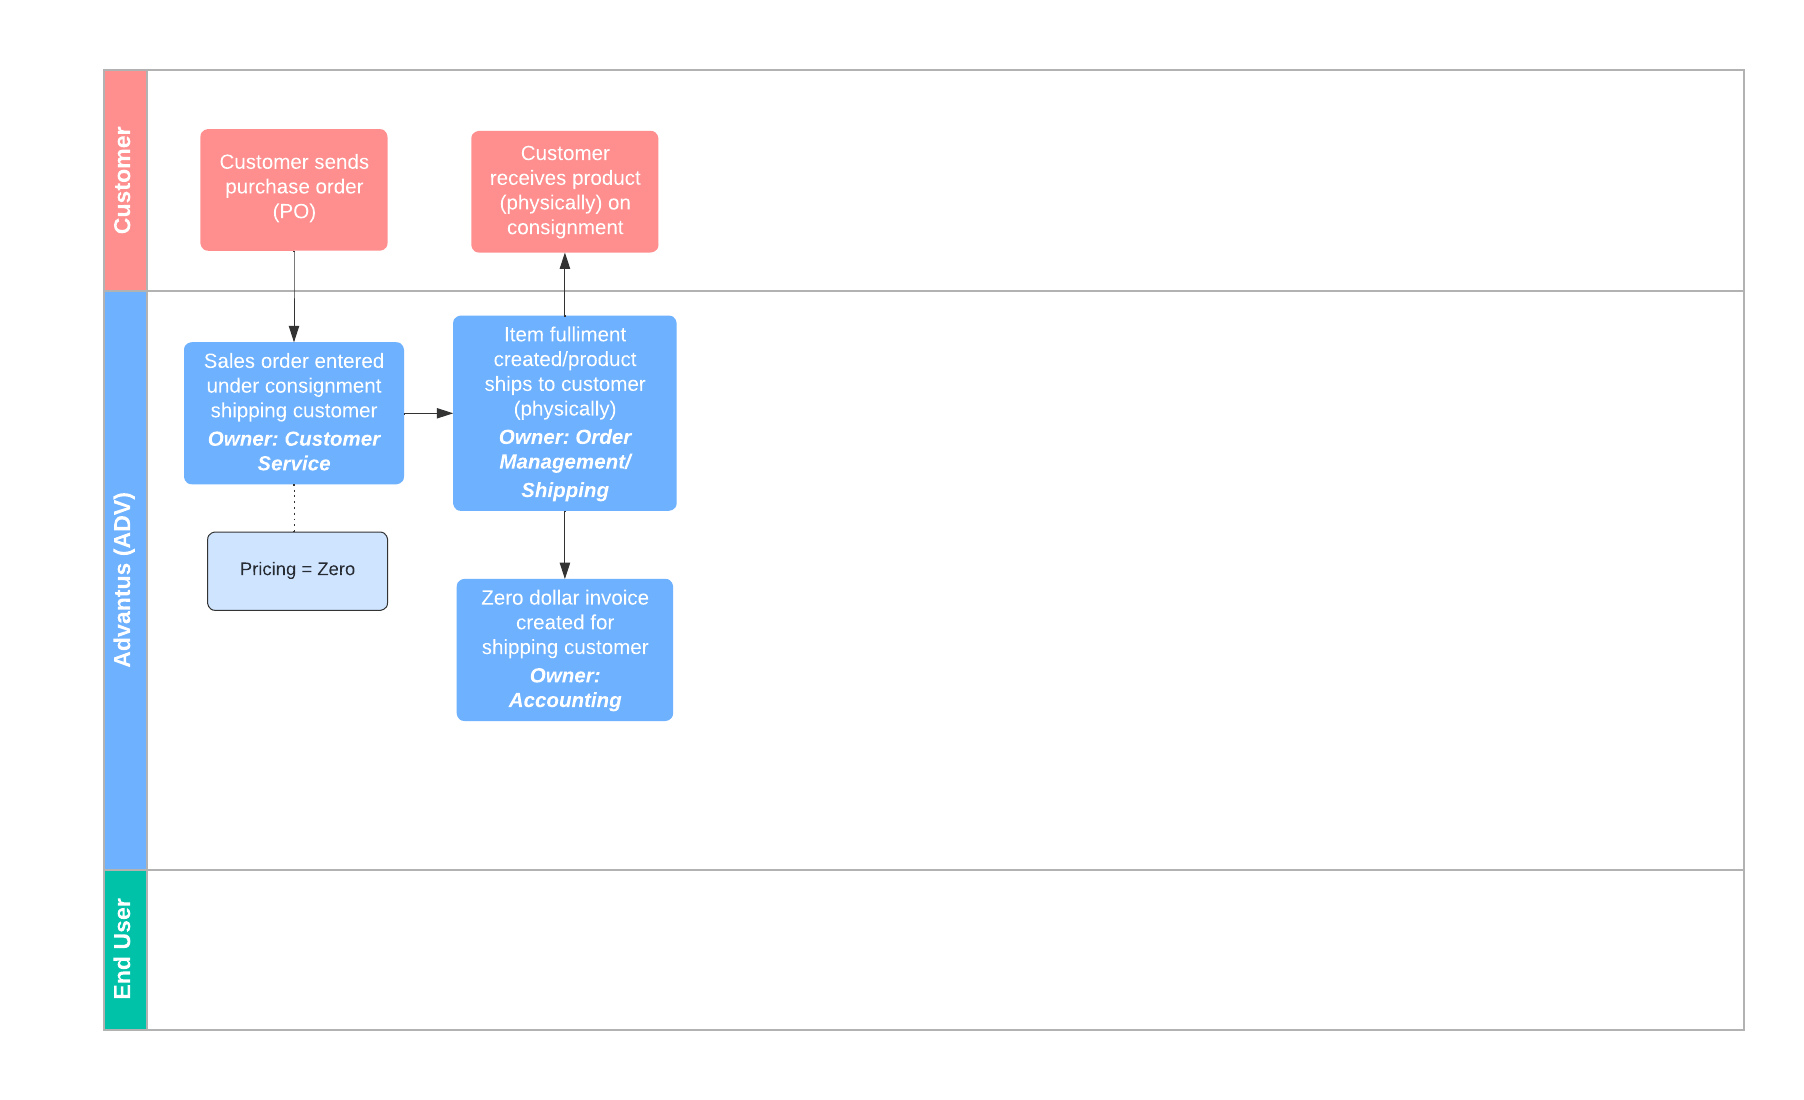 Customer
Customer sends
purchase order
(PO)
Customer
receives product
(physically) on
consignment
Advantus (ADV)
Sales order entered
under consignment
shipping customer
Owner: Customer
Service
Item fulliment
created/product
ships to customer
(physically)
Owner: Order
Management/
Shipping
Pricing = Zero
Zero dollar invoice
created for
shipping customer
Owner:
Accounting
End User